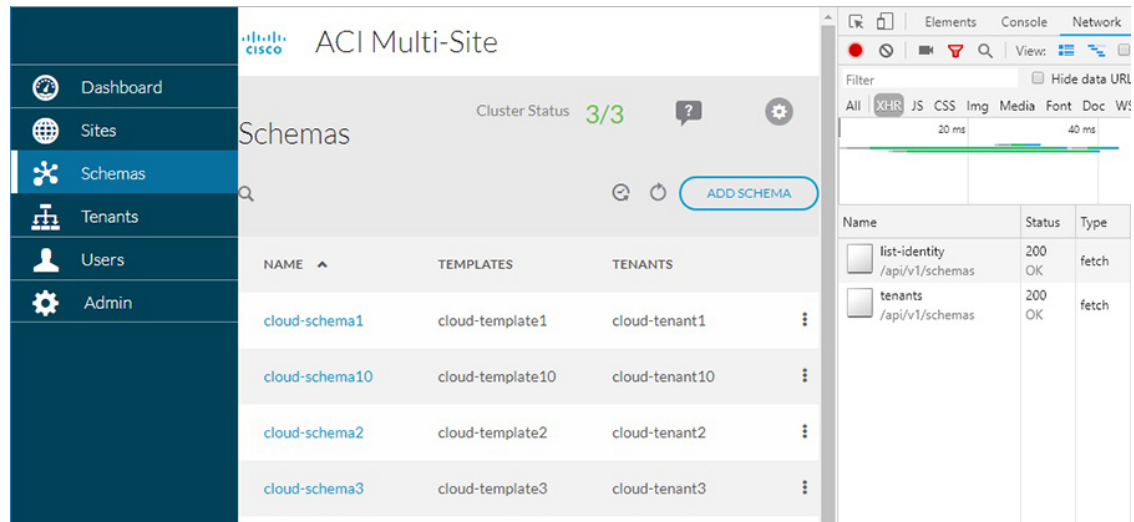 CISCO ACI Multi-Site
Dashboard
Sites
Schemas
Tenants
Users
Admin
Schemas
Cluster Status 3/3
?
ADD SCHEMA
NAME TEMPLATES TENANTS
cloud-schema1 cloud-template1 cloud-tenant1
cloud-schema10 cloud-template10 cloud-tenant10
cloud-schema2 cloud-template2 cloud-tenant2
cloud-schema3 cloud-template3 cloud-tenant3
Elements Console Network
View:
Filter Hide data URL
All XHR JS CSS Img Media Font Doc WS
20 ms 40 ms
Name Status Type
list-identity 200 fetch
/api/v1/schemas OK
tenants 200 fetch
/api/v1/schemas OK